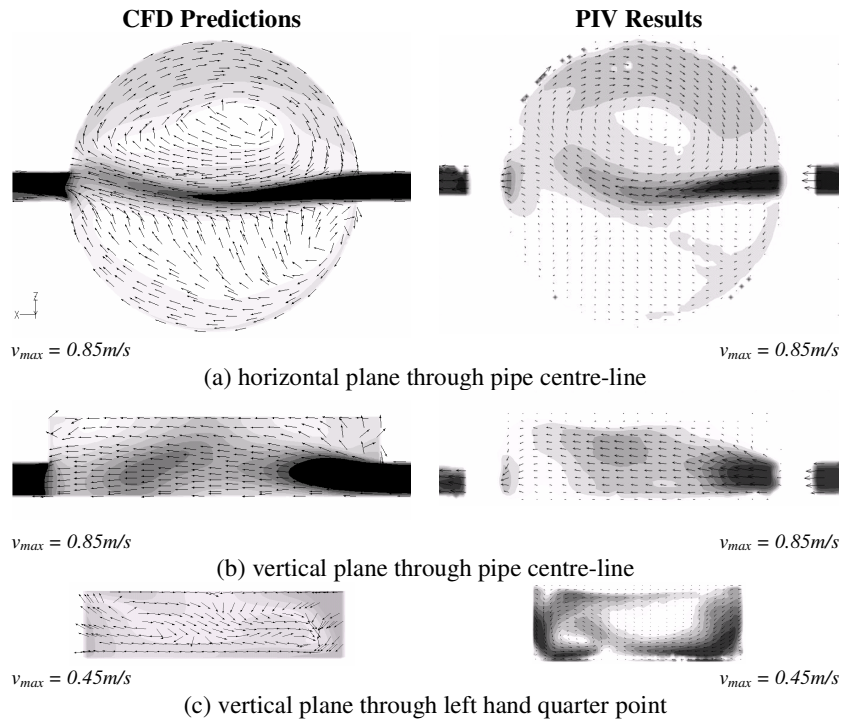 CFD Predictions
PIV Results
Z
X
v_max = 0.85m/s
v_max = 0.85m/s
(a) horizontal plane through pipe centre-line
v_max = 0.85m/s
v_max = 0.85m/s
(b) vertical plane through pipe centre-line
v_max = 0.45m/s
v_max = 0.45m/s
(c) vertical plane through left hand quarter point